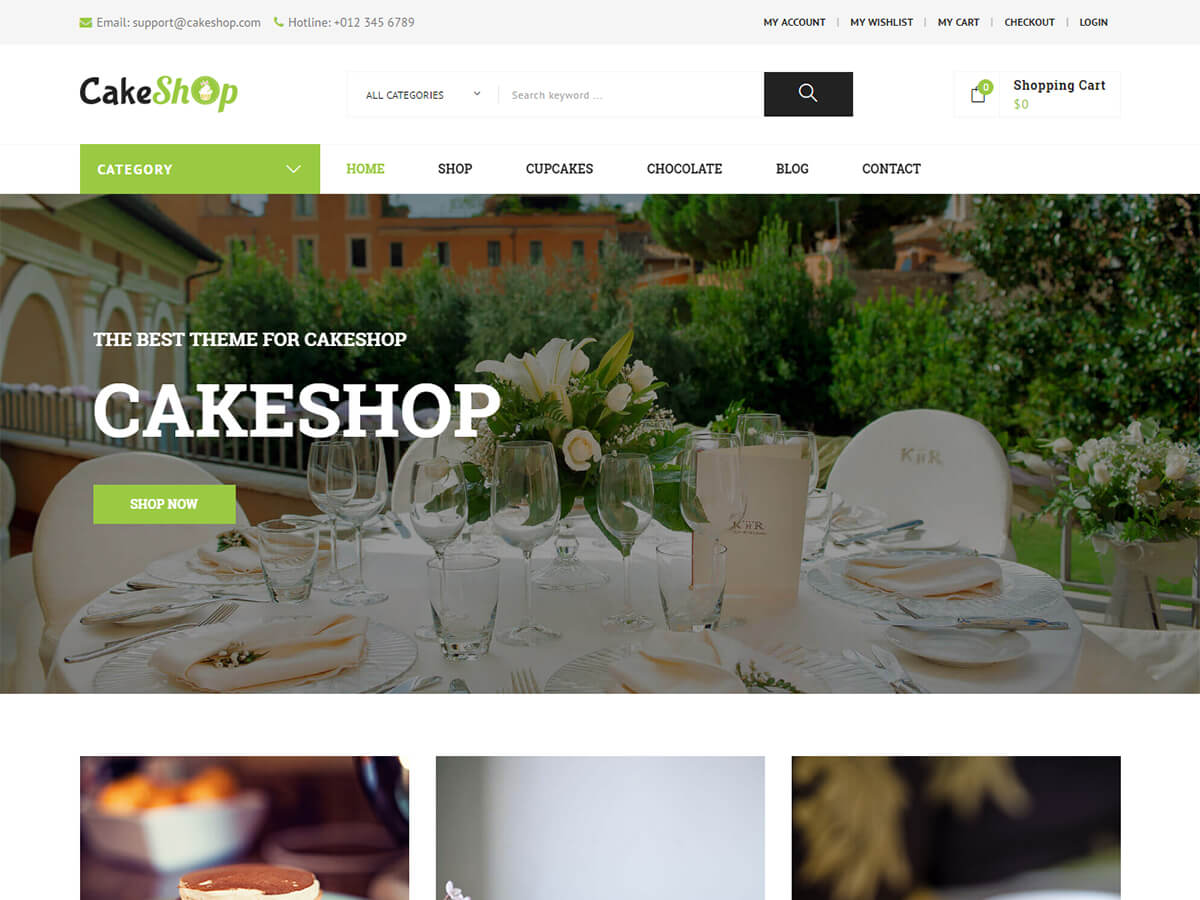 Email: support@cakeshop.com Hotline: +012 345 6789 MY ACCOUNT | MY WISHLIST | MY CART | CHECKOUT | LOGIN
CakeShop
ALL CATEGORIES Search keyword ...
0 Shopping Cart
$0
CATEGORY HOME SHOP CUPCAKES CHOCOLATE BLOG CONTACT
THE BEST THEME FOR CAKESHOP
CAKESHOP
SHOP NOW